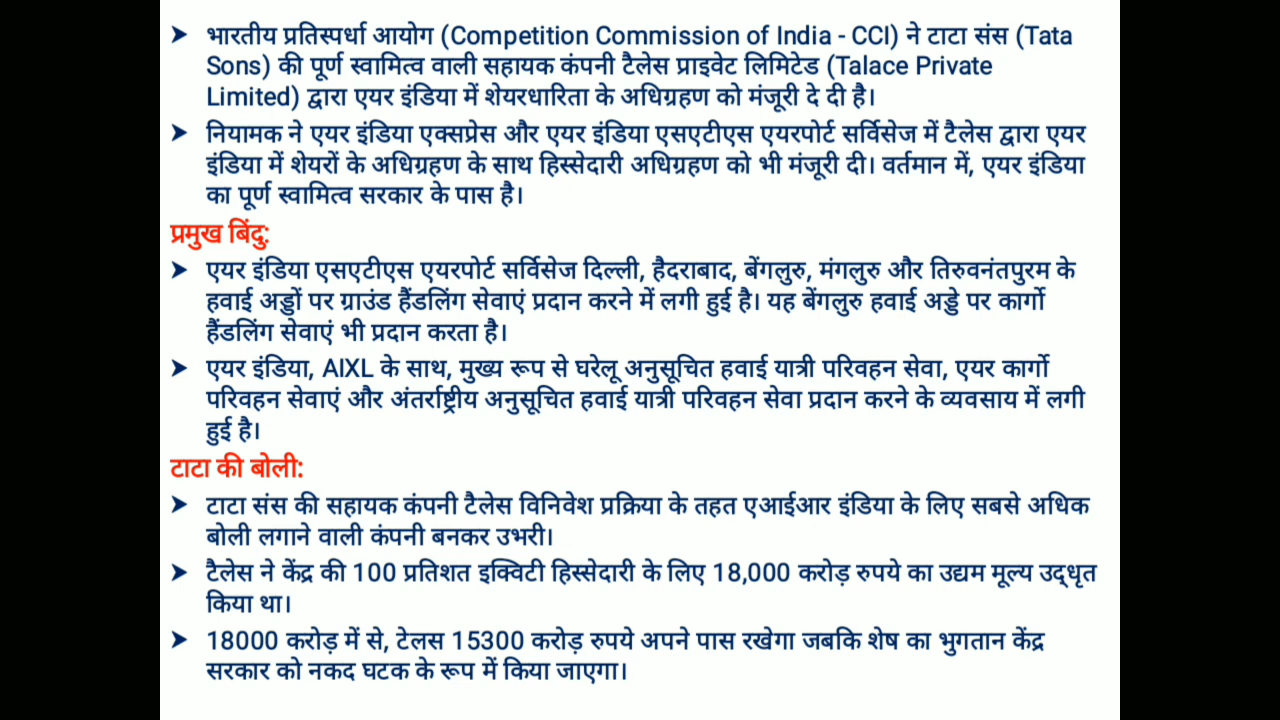 ➤ भारतीय प्रतिस्पर्धा आयोग (Competition Commission of India - CCI) ने टाटा संस (Tata
Sons) की पूर्ण स्वामित्व वाली सहायक कंपनी टैलेस प्राइवेट लिमिटेड (Talace Private
Limited) द्वारा एयर इंडिया में शेयरधारिता के अधिग्रहण को मंजूरी दे दी है।
➤ नियामक ने एयर इंडिया एक्सप्रेस और एयर इंडिया एसएटीएस एयरपोर्ट सर्विसेज में टैलेस द्वारा एयर
इंडिया में शेयरों के अधिग्रहण के साथ हिस्सेदारी अधिग्रहण को भी मंजूरी दी। वर्तमान में, एयर इंडिया
का पूर्ण स्वामित्व सरकार के पास है।
प्रमुख बिंदु:
➤ एयर इंडिया एसएटीएस एयरपोर्ट सर्विसेज दिल्ली, हैदराबाद, बेंगलुरु, मंगलुरु और तिरुवनंतपुरम के
हवाई अड्डों पर ग्राउंड हैंडलिंग सेवाएं प्रदान करने में लगी हुई है। यह बेंगलुरु हवाई अड्डे पर कार्गो
हैंडलिंग सेवाएं भी प्रदान करता है।
➤ एयर इंडिया, AIXL के साथ, मुख्य रूप से घरेलू अनुसूचित हवाई यात्री परिवहन सेवा, एयर कार्गो
परिवहन सेवाएं और अंतर्राष्ट्रीय अनुसूचित हवाई यात्री परिवहन सेवा प्रदान करने के व्यवसाय में लगी
हुई है।
टाटा की बोली:
➤ टाटा संस की सहायक कंपनी टैलेस विनिवेश प्रक्रिया के तहत एआईआर इंडिया के लिए सबसे अधिक
बोली लगाने वाली कंपनी बनकर उभरी।
➤ टैलेस ने केंद्र की 100 प्रतिशत इक्विटी हिस्सेदारी के लिए 18,000 करोड़ रुपये का उद्यम मूल्य उद्धृत
किया था।
➤ 18000 करोड़ में से, टेलस 15300 करोड़ रुपये अपने पास रखेगा जबकि शेष का भुगतान केंद्र
सरकार को नकद घटक के रूप में किया जाएगा।